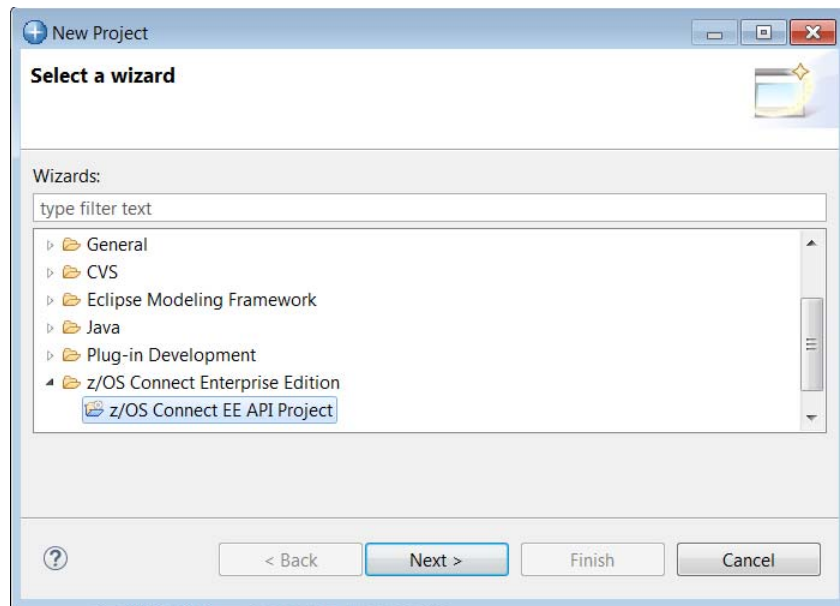 New Project
Select a wizard
Wizards:
type filter text
General
CVS
Eclipse Modeling Framework
Java
Plug-in Development
z/OS Connect Enterprise Edition
z/OS Connect EE API Project
? < Back Next > Finish Cancel